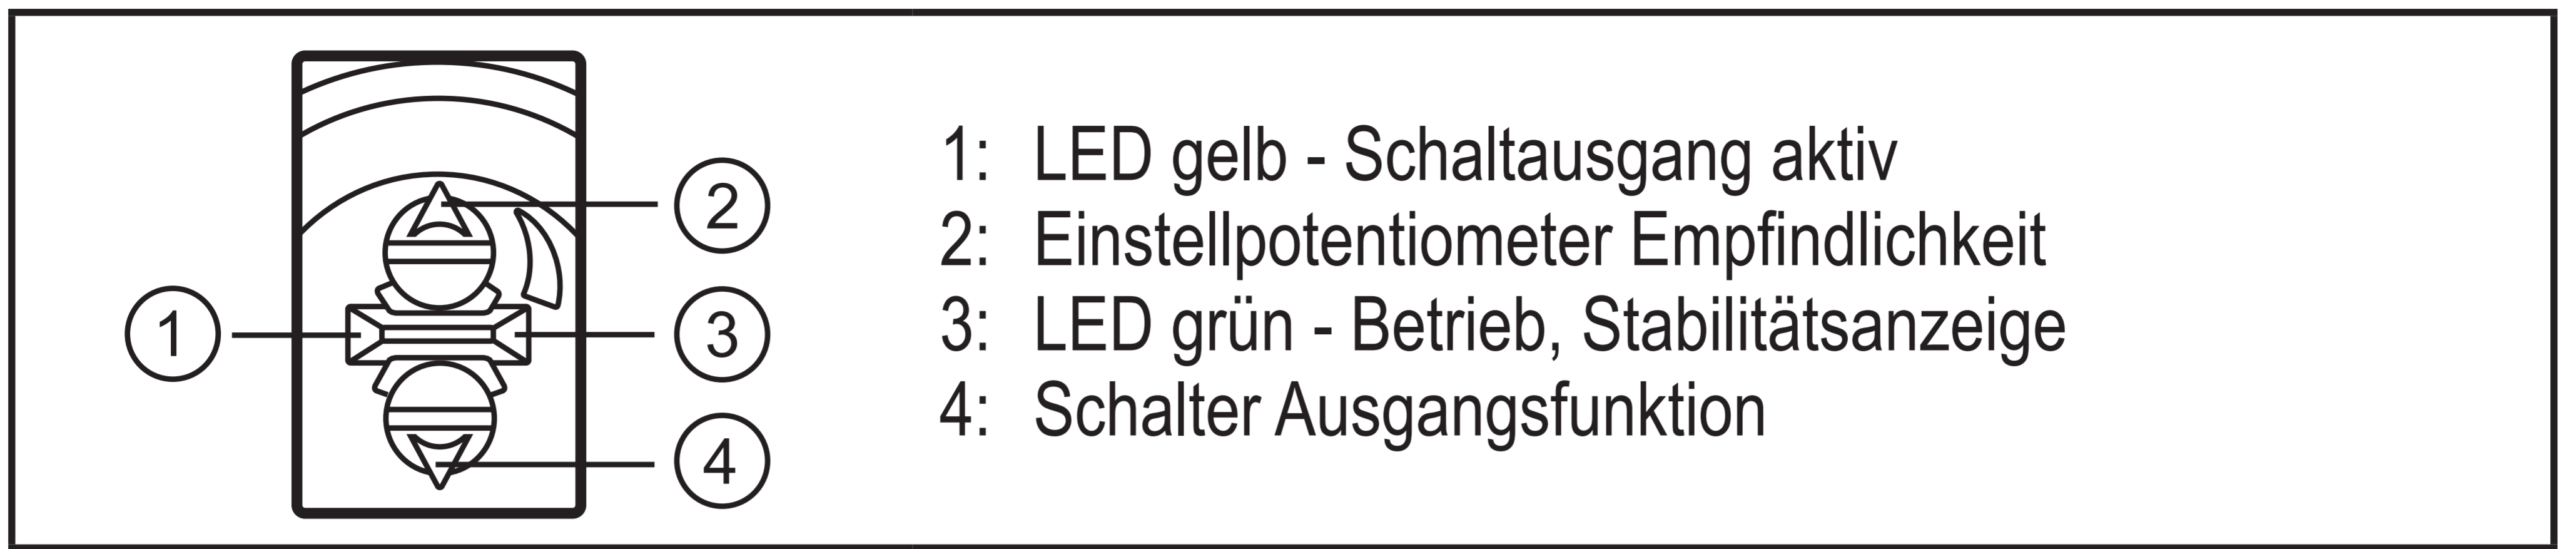 1: LED gelb - Schaltausgang aktiv
2: Einstellpotentiometer Empfindlichkeit
3: LED grün - Betrieb, Stabilitätsanzeige
4: Schalter Ausgangsfunktion
2
1
3
4